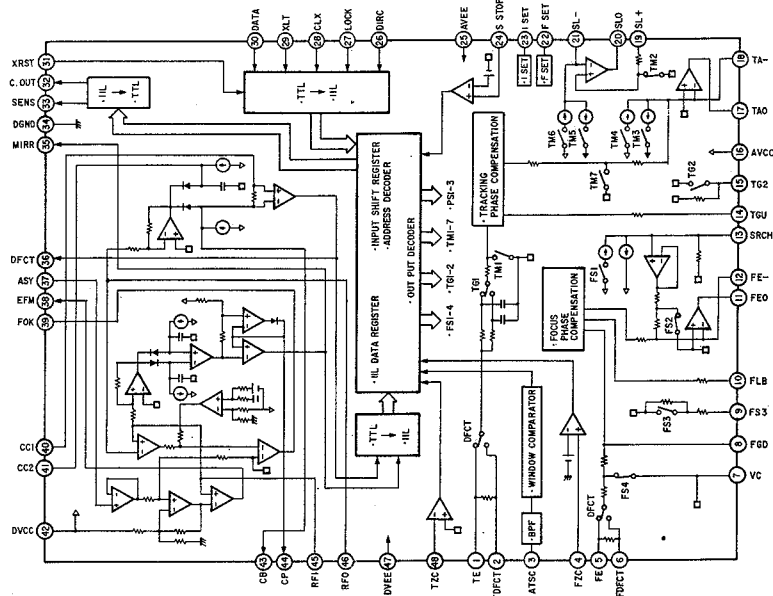 DATA
XLT
CLX
LOCK
DIRC
AVEE
S STOP
I SET
F SET
SL-
SLO
SL+
30
29
28
27
26
25
24
23
22
21
20
19
XRST
31
C.OUT
32
SENS
33
DGND
34
MIRR
35
DFCT
36
ASY
37
EFM
38
FOK
39
CC1
40
CC2
41
DVCC
42
·IIL
·TTL
·TTL
·IIL
·I SET
·F SET
·IIL DATA REGISTER
·INPUT SHIFT REGISTER
·ADDRESS DECODER
·OUT PUT DECODER
·PS1-3
·TM1-7
·TG1-2
·FS1-4
·TTL
·IIL
·TRACKING
PHASE COMPENSATION
·FOCUS
PHASE COMPENSATION
·WINDOW COMPARATOR
·BPF
TM6
TM5
TM4
TM3
TM2
TM7
TM1
TG1
TG2
FS1
FS2
FS3
FS4
DFCT
DFCT
18
TA-
17
TAO
16
AVCC
15
TG2
14
TGU
13
SRCH
12
FE-
11
FEO
10
FLB
9
FS3
8
FGD
7
VC
43
44
45
46
47
48
1
2
3
4
5
6
CB
CP
RFI
RFO
DVEE
TZC
TE
TDFCT
ATSC
FZC
FE
FDFCT